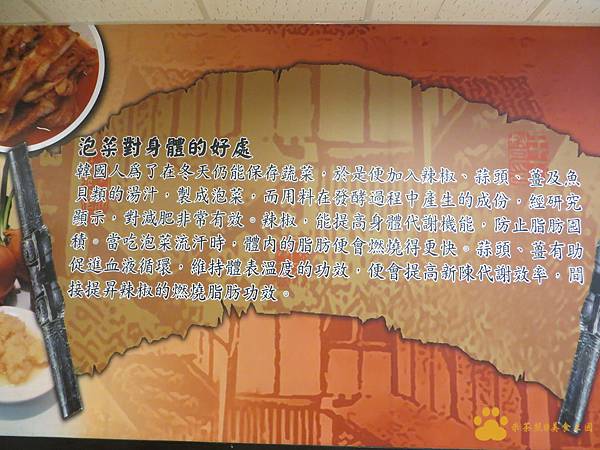 泡菜對身體的好處
韓國人為了在冬天仍能保存蔬菜，於是便加入辣椒、蒜頭、薑及魚
貝類的湯汁，製成泡菜，而用料在發酵過程中產生的成份，經研究
顯示，對減肥非常有效。辣椒，能提高身體代謝機能，防止脂肪囤
積。當吃泡菜流汗時，體內的脂肪便會燃燒得更快。蒜頭、薑有助
促進血液循環，維持體表溫度的功效，便會提高新陳代謝效率，間
接提昇辣椒的燃燒脂肪功效。